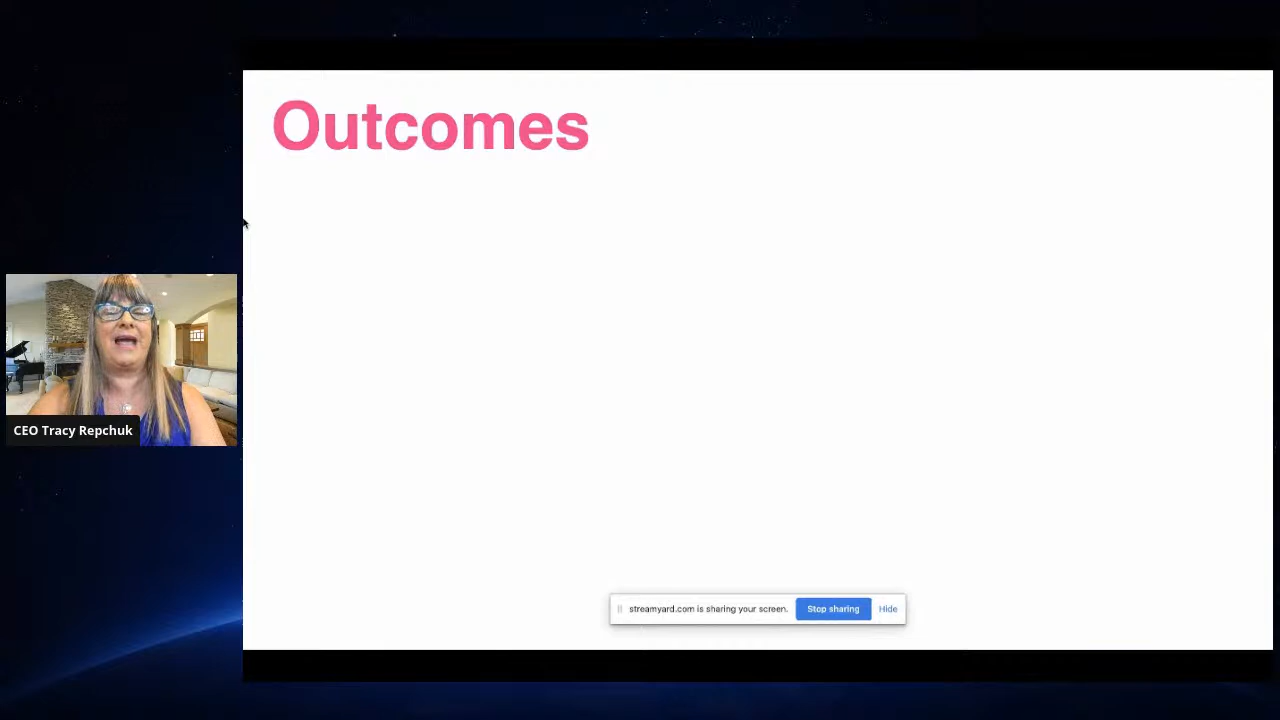 Outcomes
CEO Tracy Repchuk
streamyard.com is sharing your screen. Stop sharing Hide